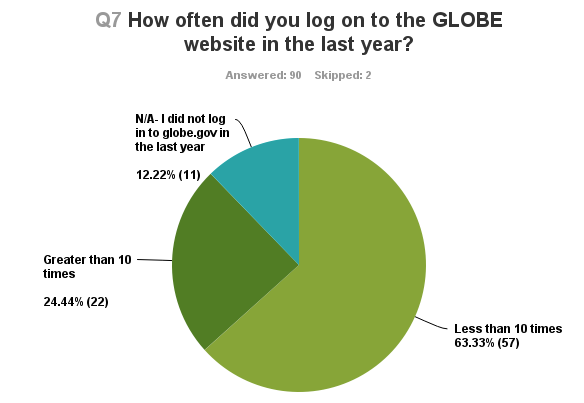 Q7 How often did you log on to the GLOBE
website in the last year?
Answered: 90 Skipped: 2
N/A- I did not log
in to globe.gov in
the last year
12.22% (11)
Greater than 10
times
24.44% (22)
Less than 10 times
63.33% (57)